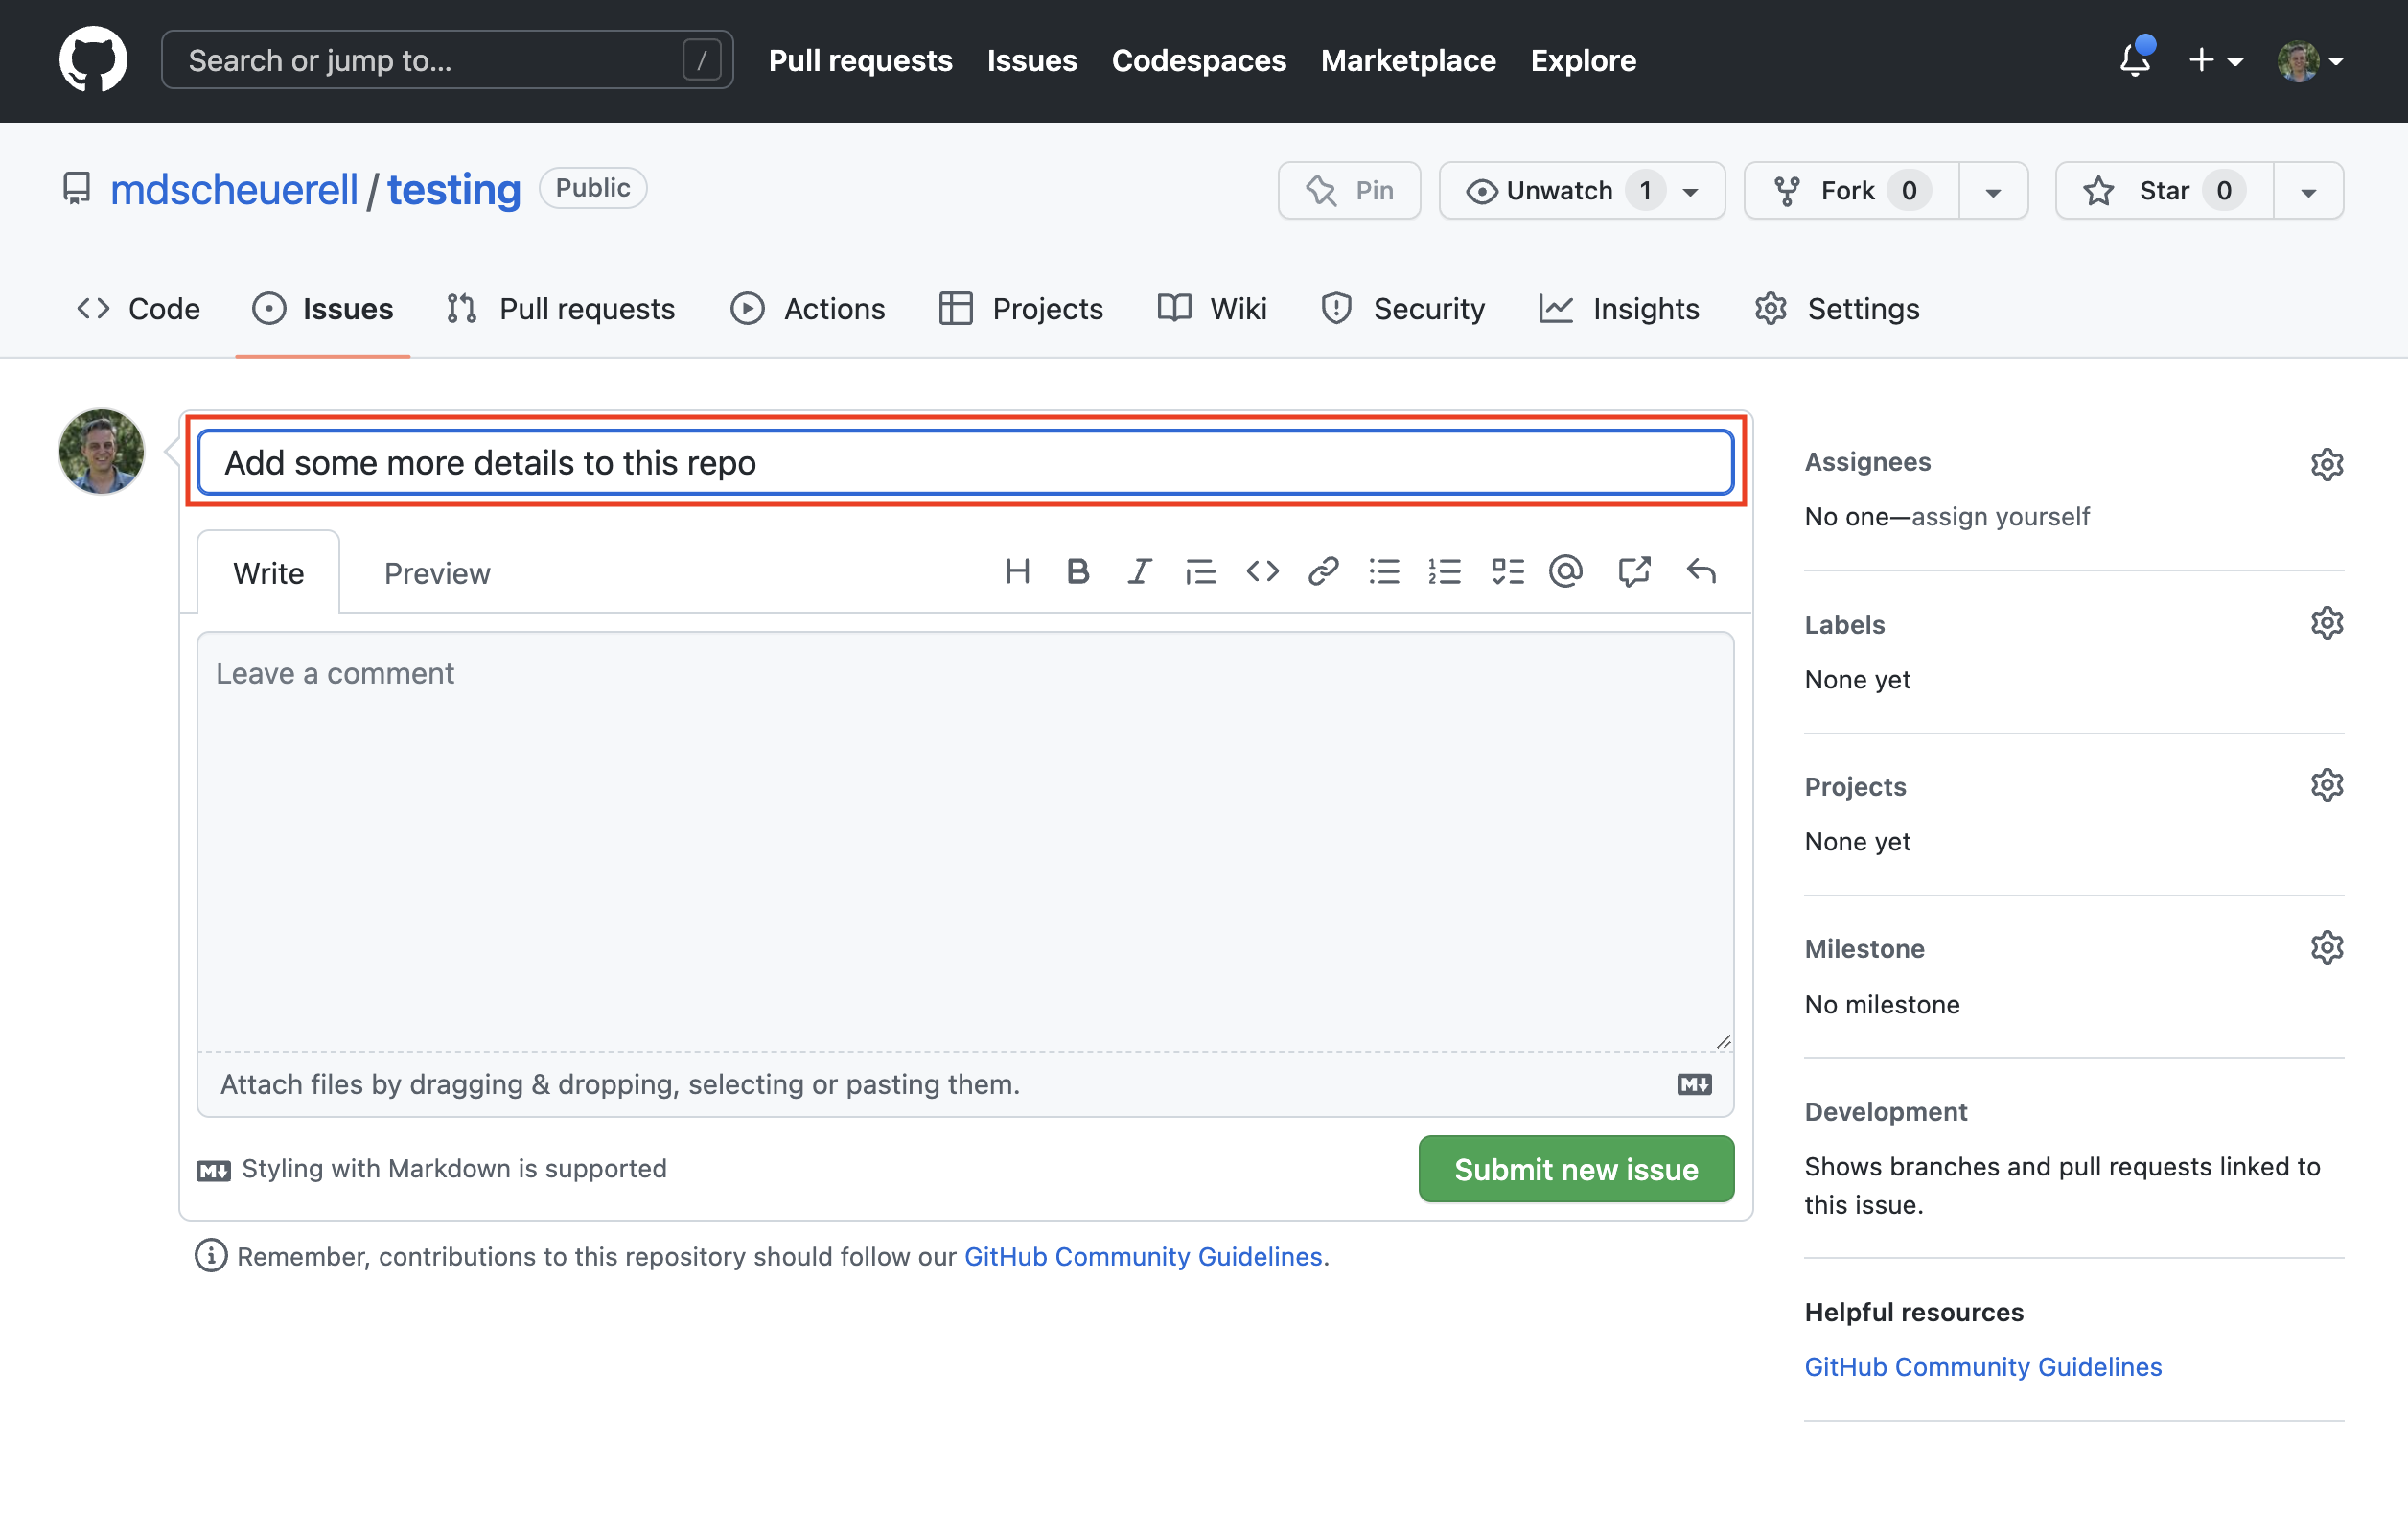 Search or jump to... /
Pull requests Issues Codespaces Marketplace Explore
mdscheuerell / testing Public
Pin Unwatch 1 Fork 0 Star 0
Code Issues Pull requests Actions Projects Wiki Security Insights Settings
Add some more details to this repo
Write Preview
Leave a comment
Attach files by dragging & dropping, selecting or pasting them.
Styling with Markdown is supported
Submit new issue
Remember, contributions to this repository should follow our GitHub Community Guidelines.
Assignees
No one—assign yourself
Labels
None yet
Projects
None yet
Milestone
No milestone
Development
Shows branches and pull requests linked to
this issue.
Helpful resources
GitHub Community Guidelines